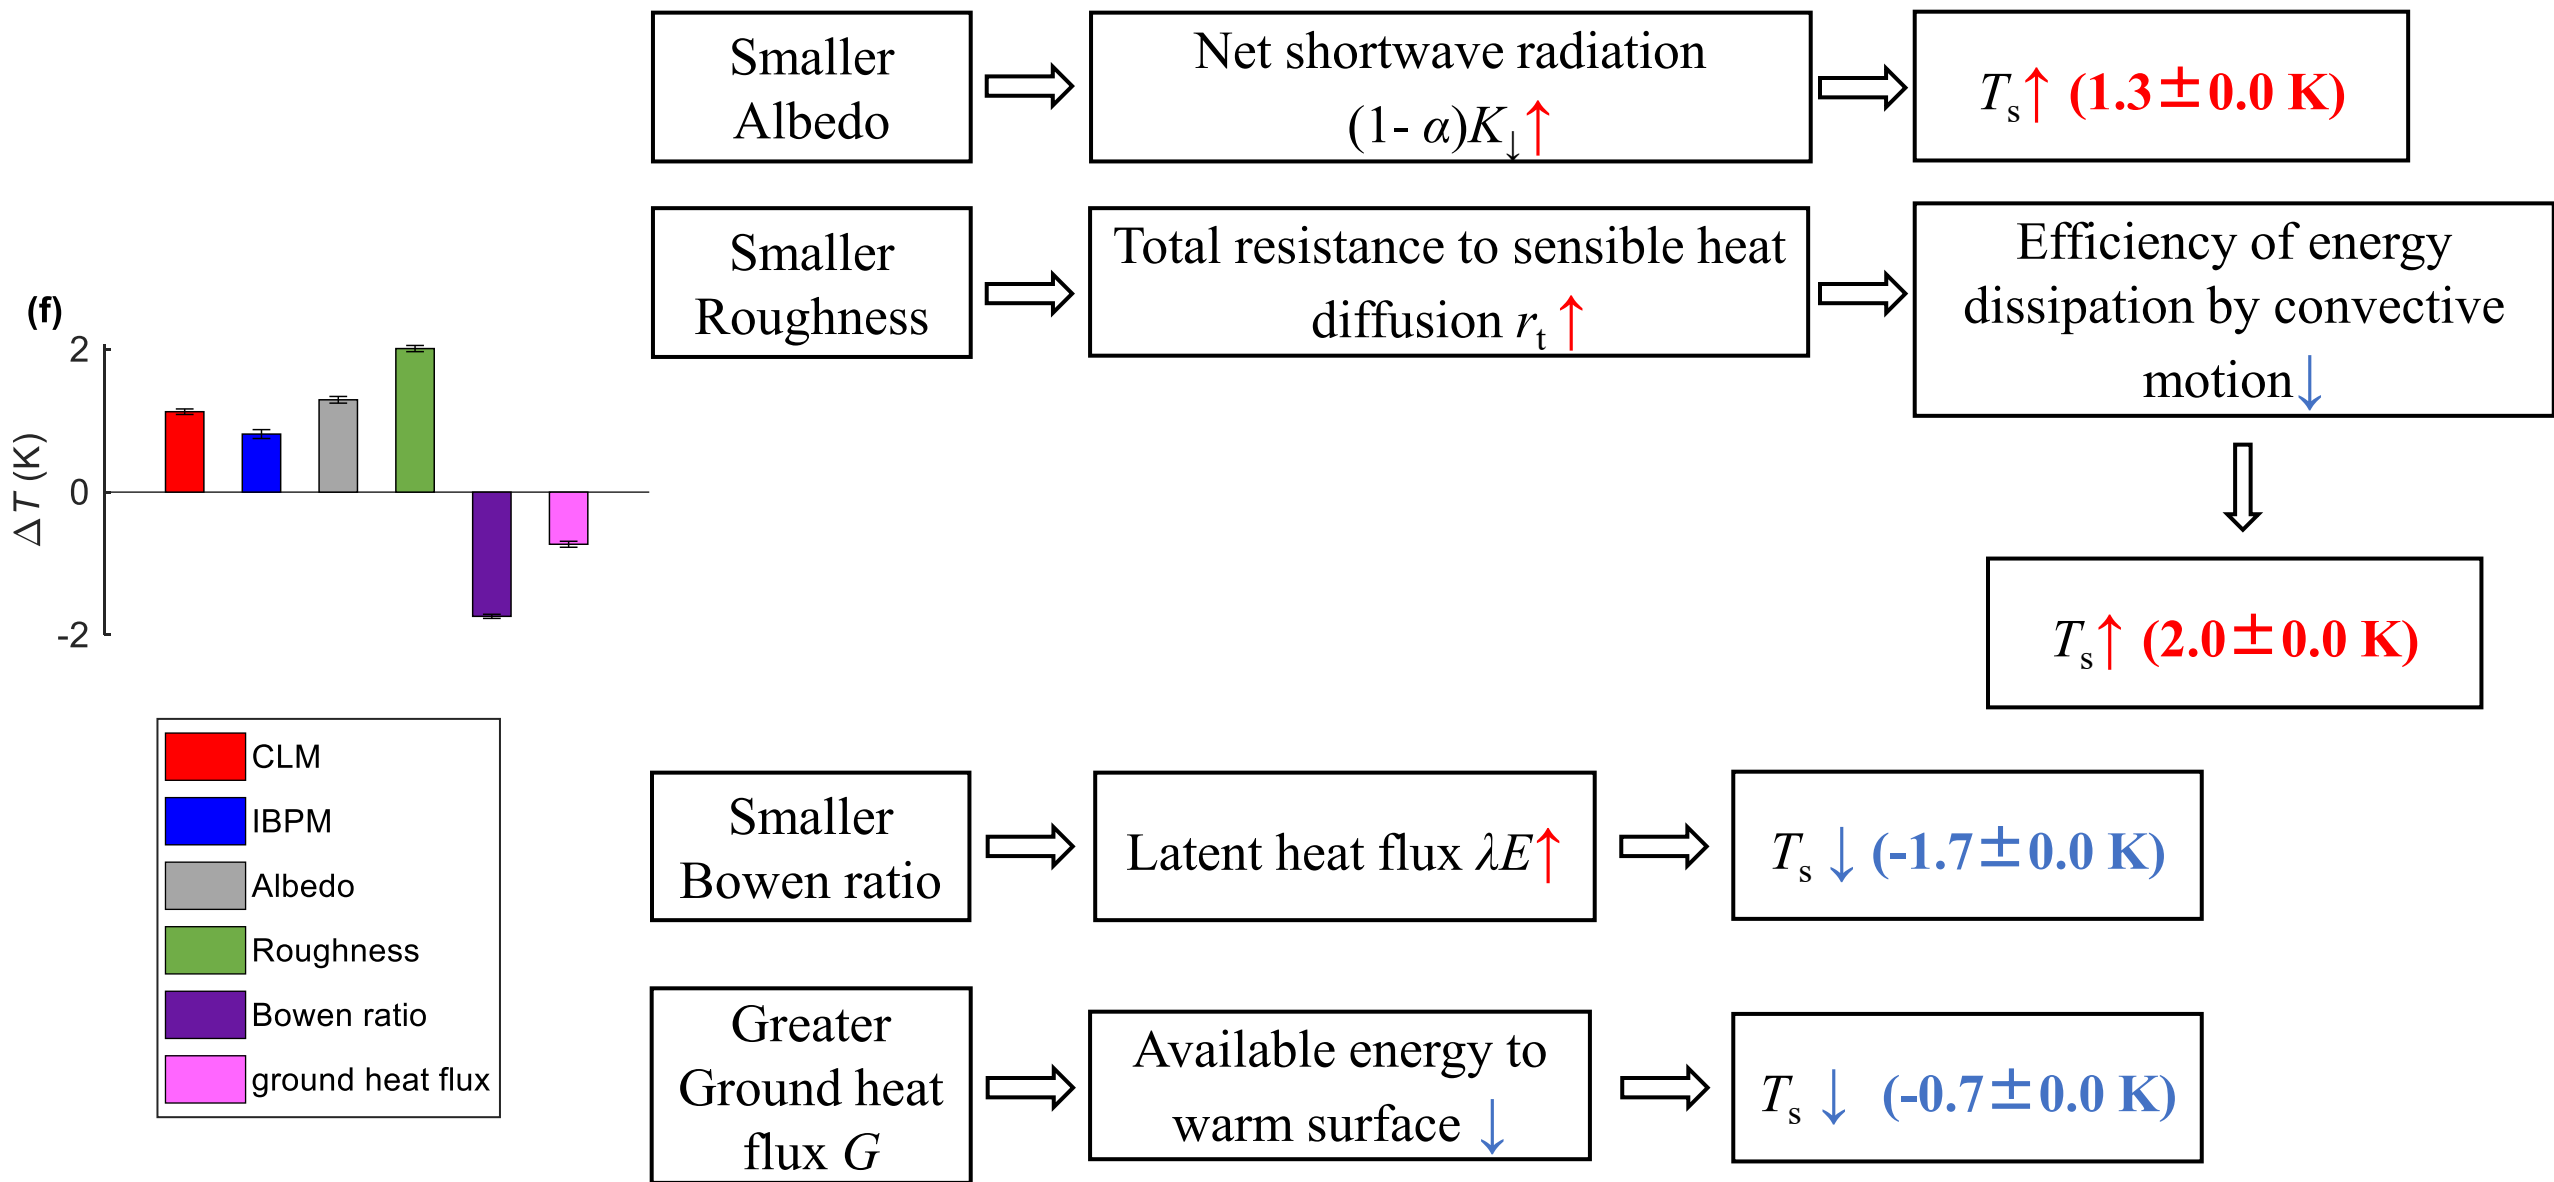 Smaller
Albedo
Net shortwave radiation
(1- α)K↓↑
Ts↑ (1.3±0.0 K)
Smaller
Roughness
Total resistance to sensible heat
diffusion rt ↑
Efficiency of energy
dissipation by convective
motion↓
Ts↑ (2.0±0.0 K)
(f)
2
0
-2
ΔT (K)
CLM
IBPM
Albedo
Roughness
Bowen ratio
ground heat flux
Smaller
Bowen ratio
Latent heat flux λE↑
Ts ↓ (-1.7±0.0 K)
Greater
Ground heat
flux G
Available energy to
warm surface ↓
Ts ↓ (-0.7±0.0 K)